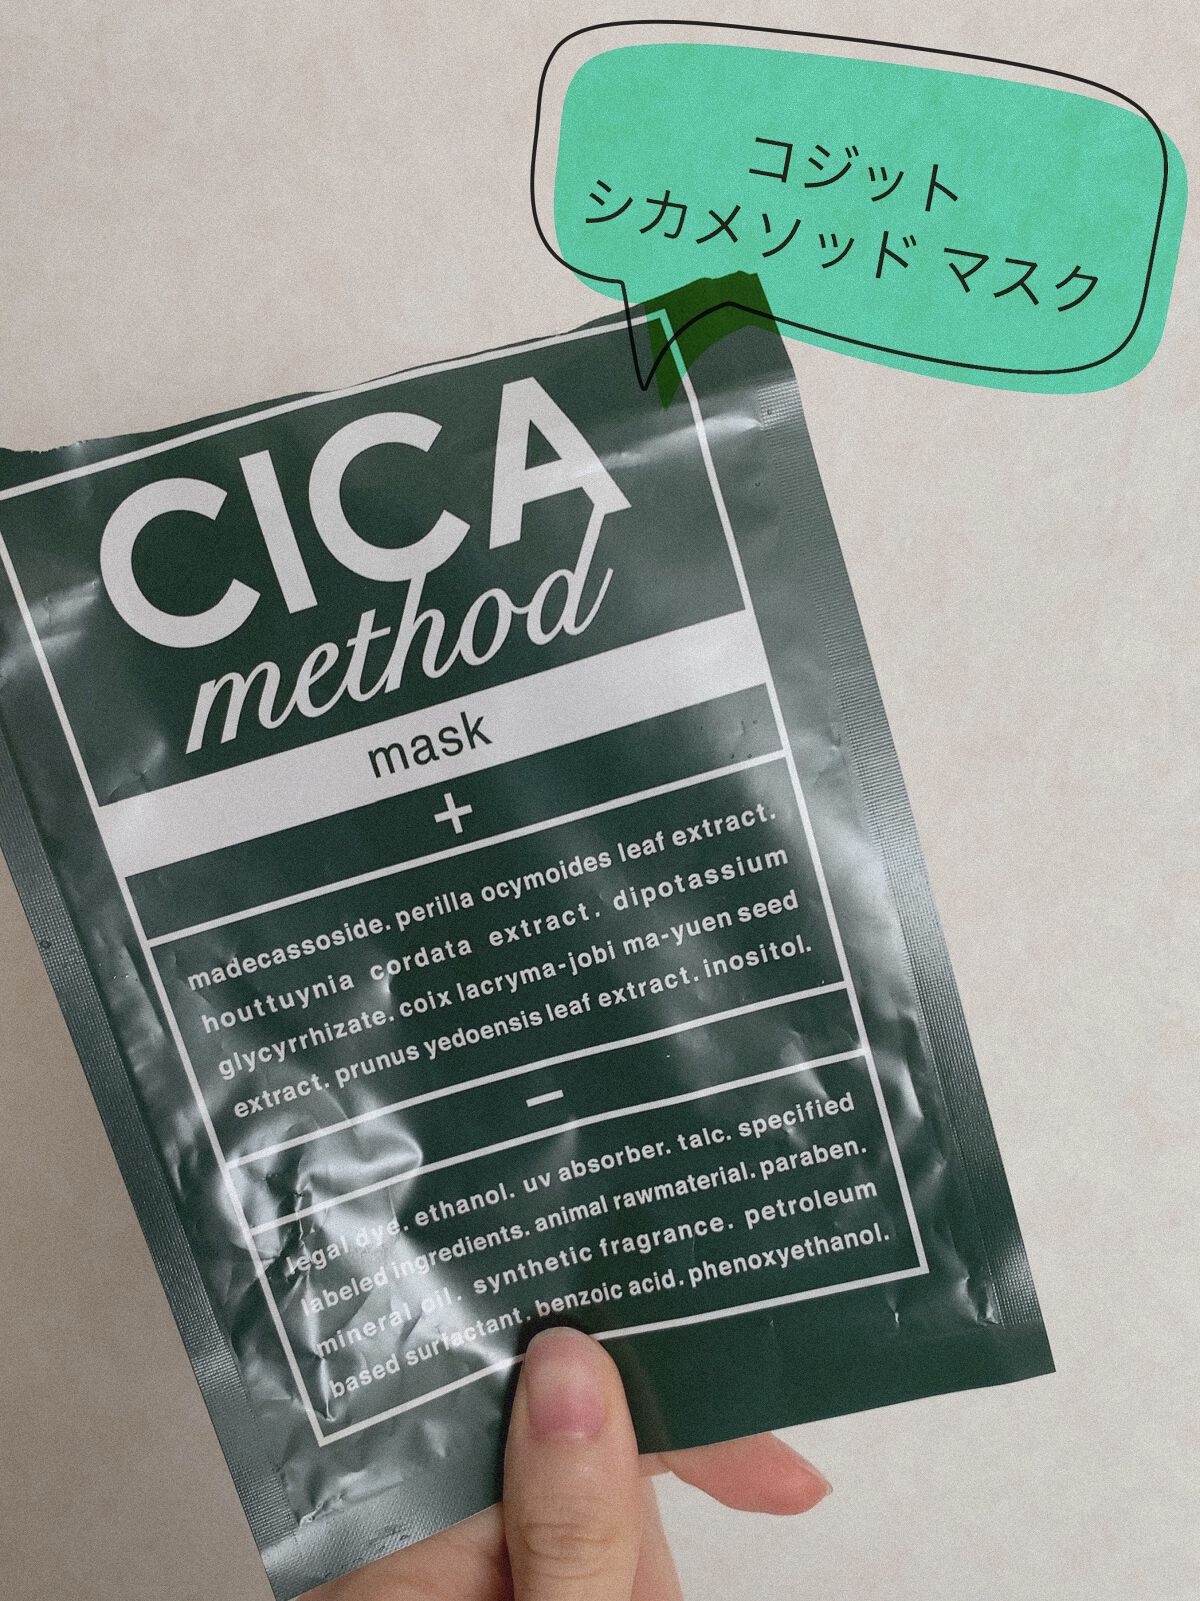 コジット
シカメソッド マスク
CICA
method
mask
+
madecassoside. perilla ocymoides leaf extract.
houttuynia cordata extract. dipotassium
glycyrrhizate. coix lacryma-jobi ma-yuen seed
extract. prunus yedoensis leaf extract. inositol.
−
legal dye. ethanol. uv absorber. talc. specified
labeled ingredients. animal rawmaterial. paraben.
mineral oil. synthetic fragrance. petroleum
based surfactant. benzoic acid. phenoxyethanol.